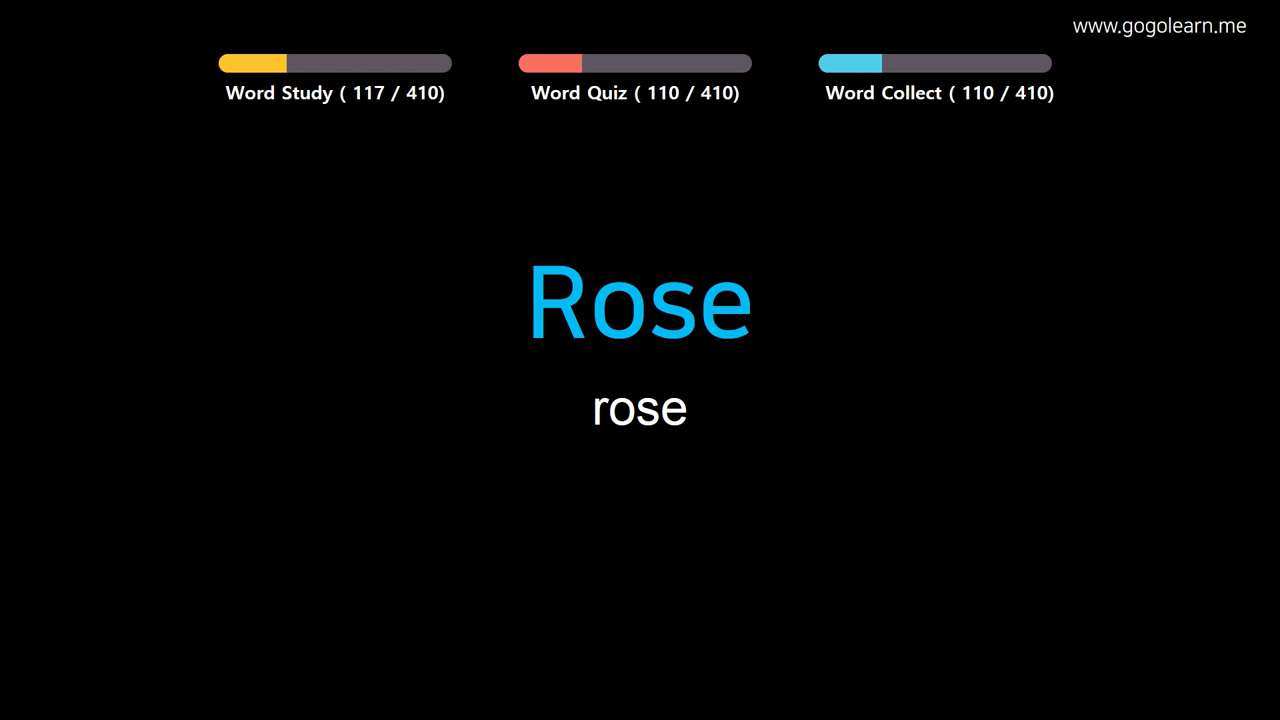 www.gogolearn.me
Word Study ( 117 / 410)
Word Quiz ( 110 / 410)
Word Collect ( 110 / 410)
Rose
rose